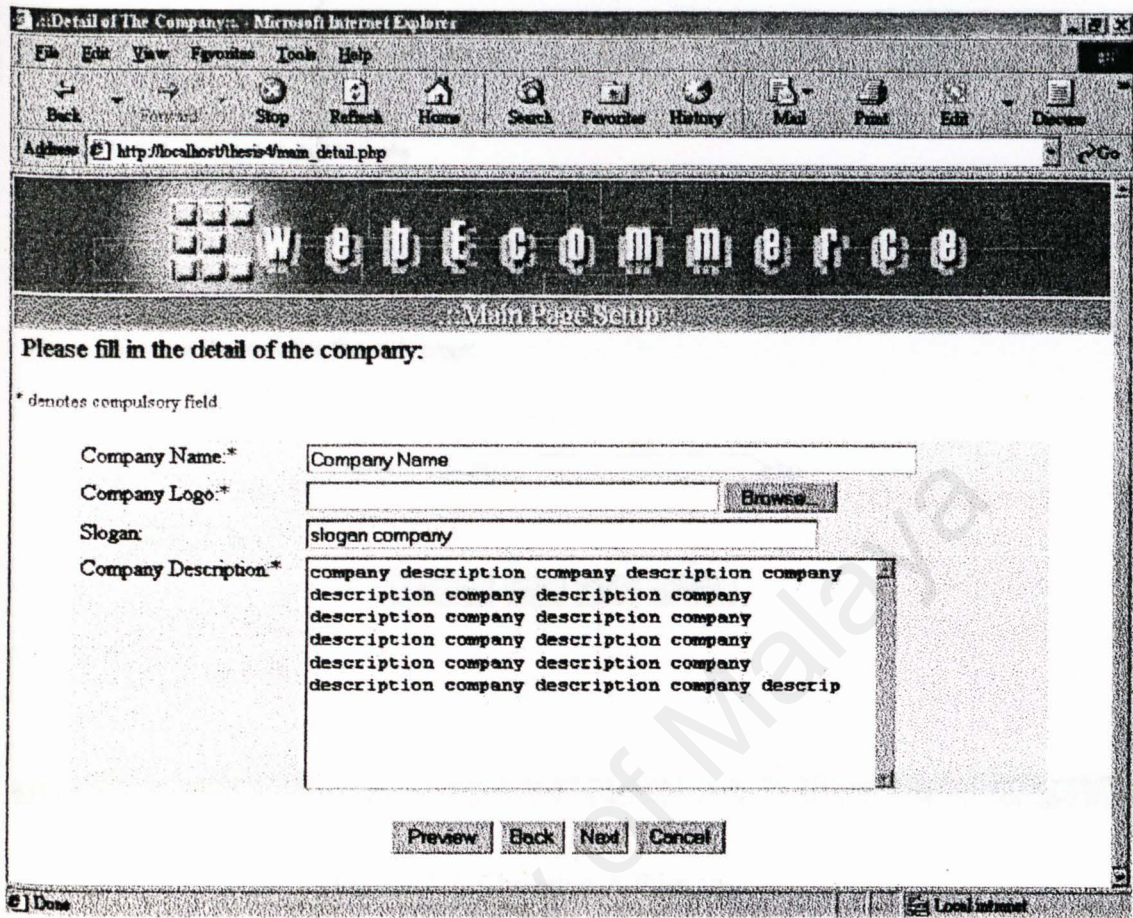 .::Detail of The Company::. - Microsoft Internet Explorer
File Edit View Favorites Tools Help
Back Forward Stop Refresh Home Search Favorites History Mail Print Edit Discuss
Address http://localhost/thesis4/main_detail.php Go
webEcommerce
.::Main Page Setup::.
Please fill in the detail of the company:
* denotes compulsory field.
Company Name:* Company Name
Company Logo:* Browse...
Slogan: slogan company
Company Description:* company description company description company
description company description company
description company description company
description company description company
description company description company
description company description company descrip
Preview Back Next Cancel
Done Local intranet
of Malaya